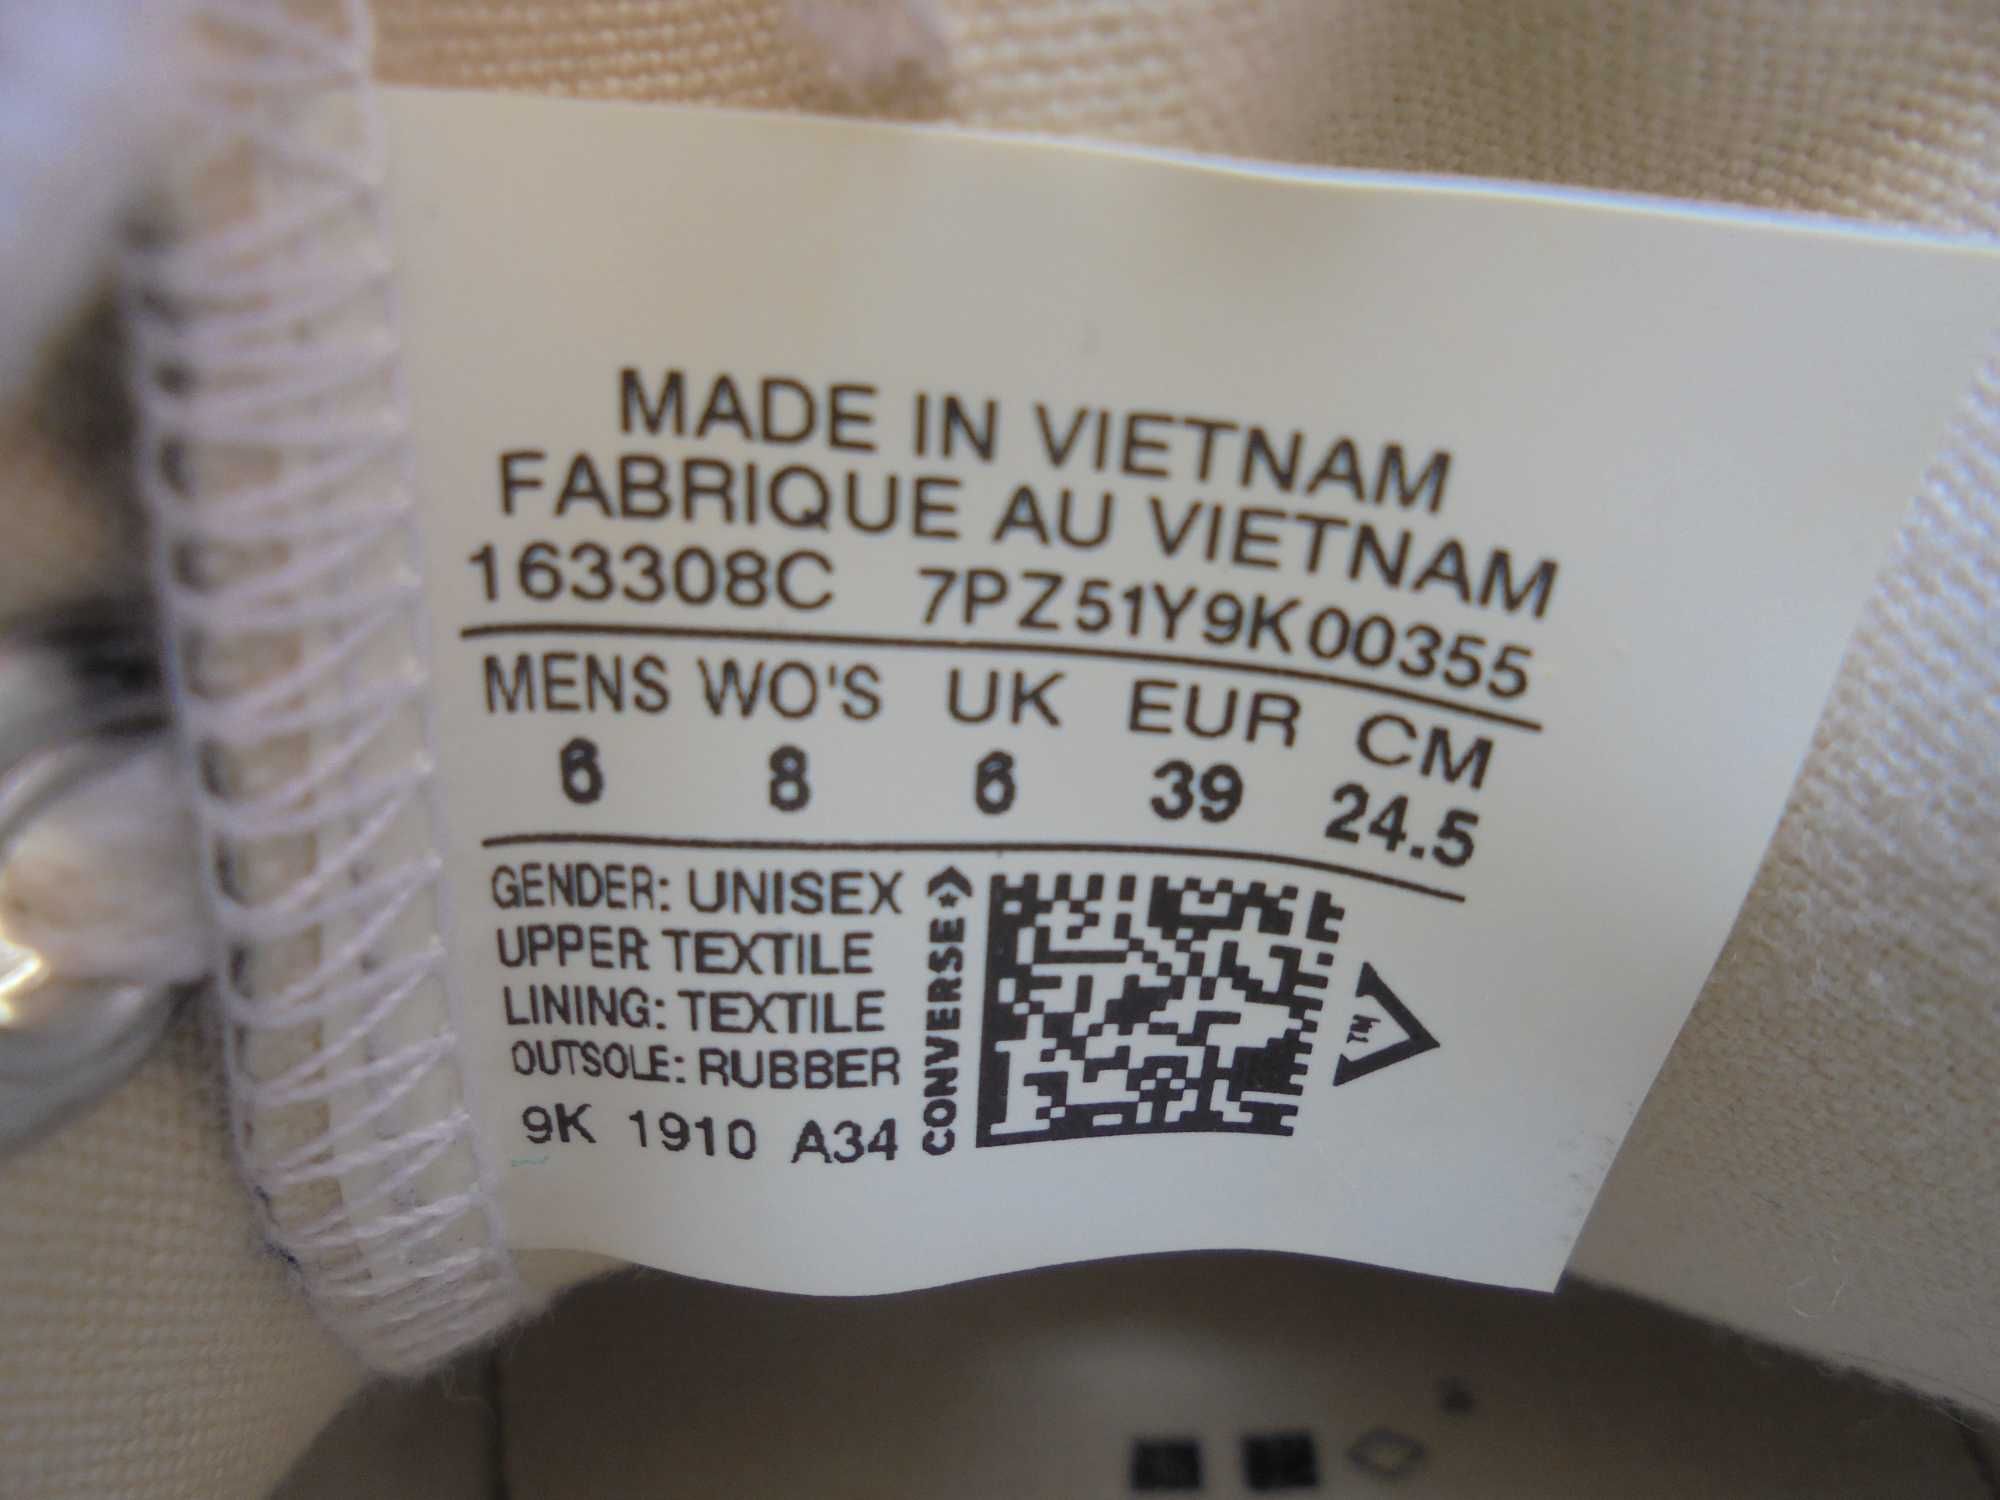 MADE IN VIETNAM
FABRIQUE AU VIETNAM
163308C 7PZ51Y9K00355
MENS WO'S UK EUR CM
6 8 6 39 24.5
GENDER: UNISEX
UPPER: TEXTILE
LINING: TEXTILE
OUTSOLE: RUBBER
9K 1910 A34
CONVERSE
TM